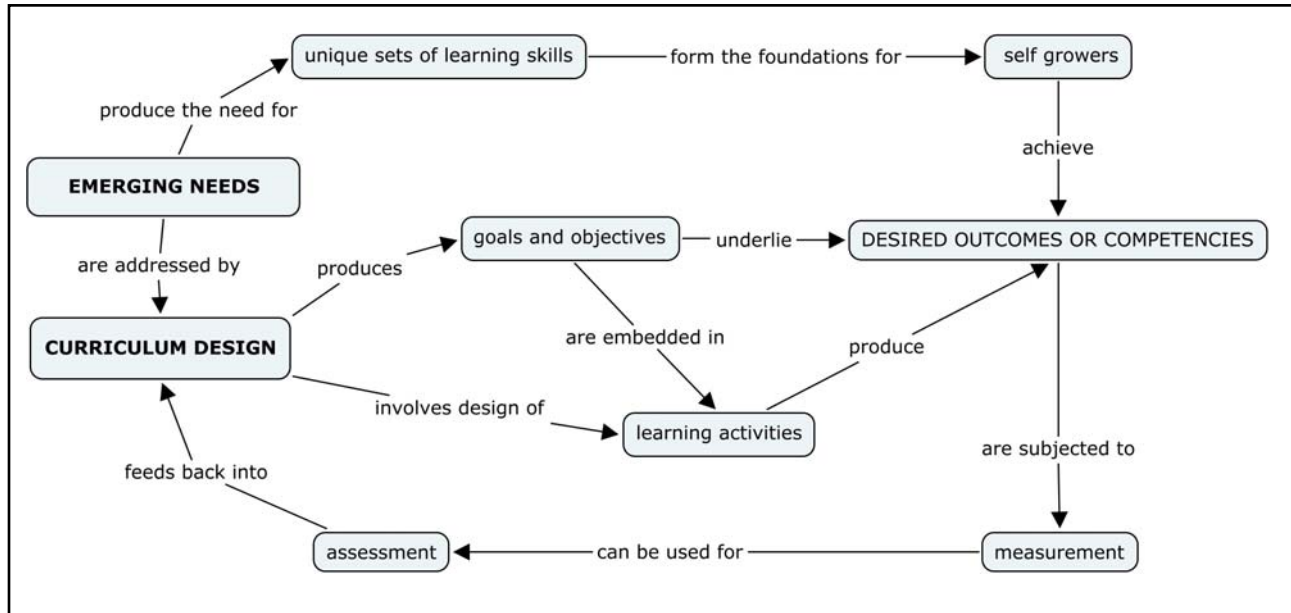 unique sets of learning skills
form the foundations for
self growers
produce the need for
achieve
EMERGING NEEDS
goals and objectives
underlie
DESIRED OUTCOMES OR COMPETENCIES
are addressed by
produces
CURRICULUM DESIGN
are embedded in
produce
involves design of
learning activities
are subjected to
feeds back into
assessment
can be used for
measurement